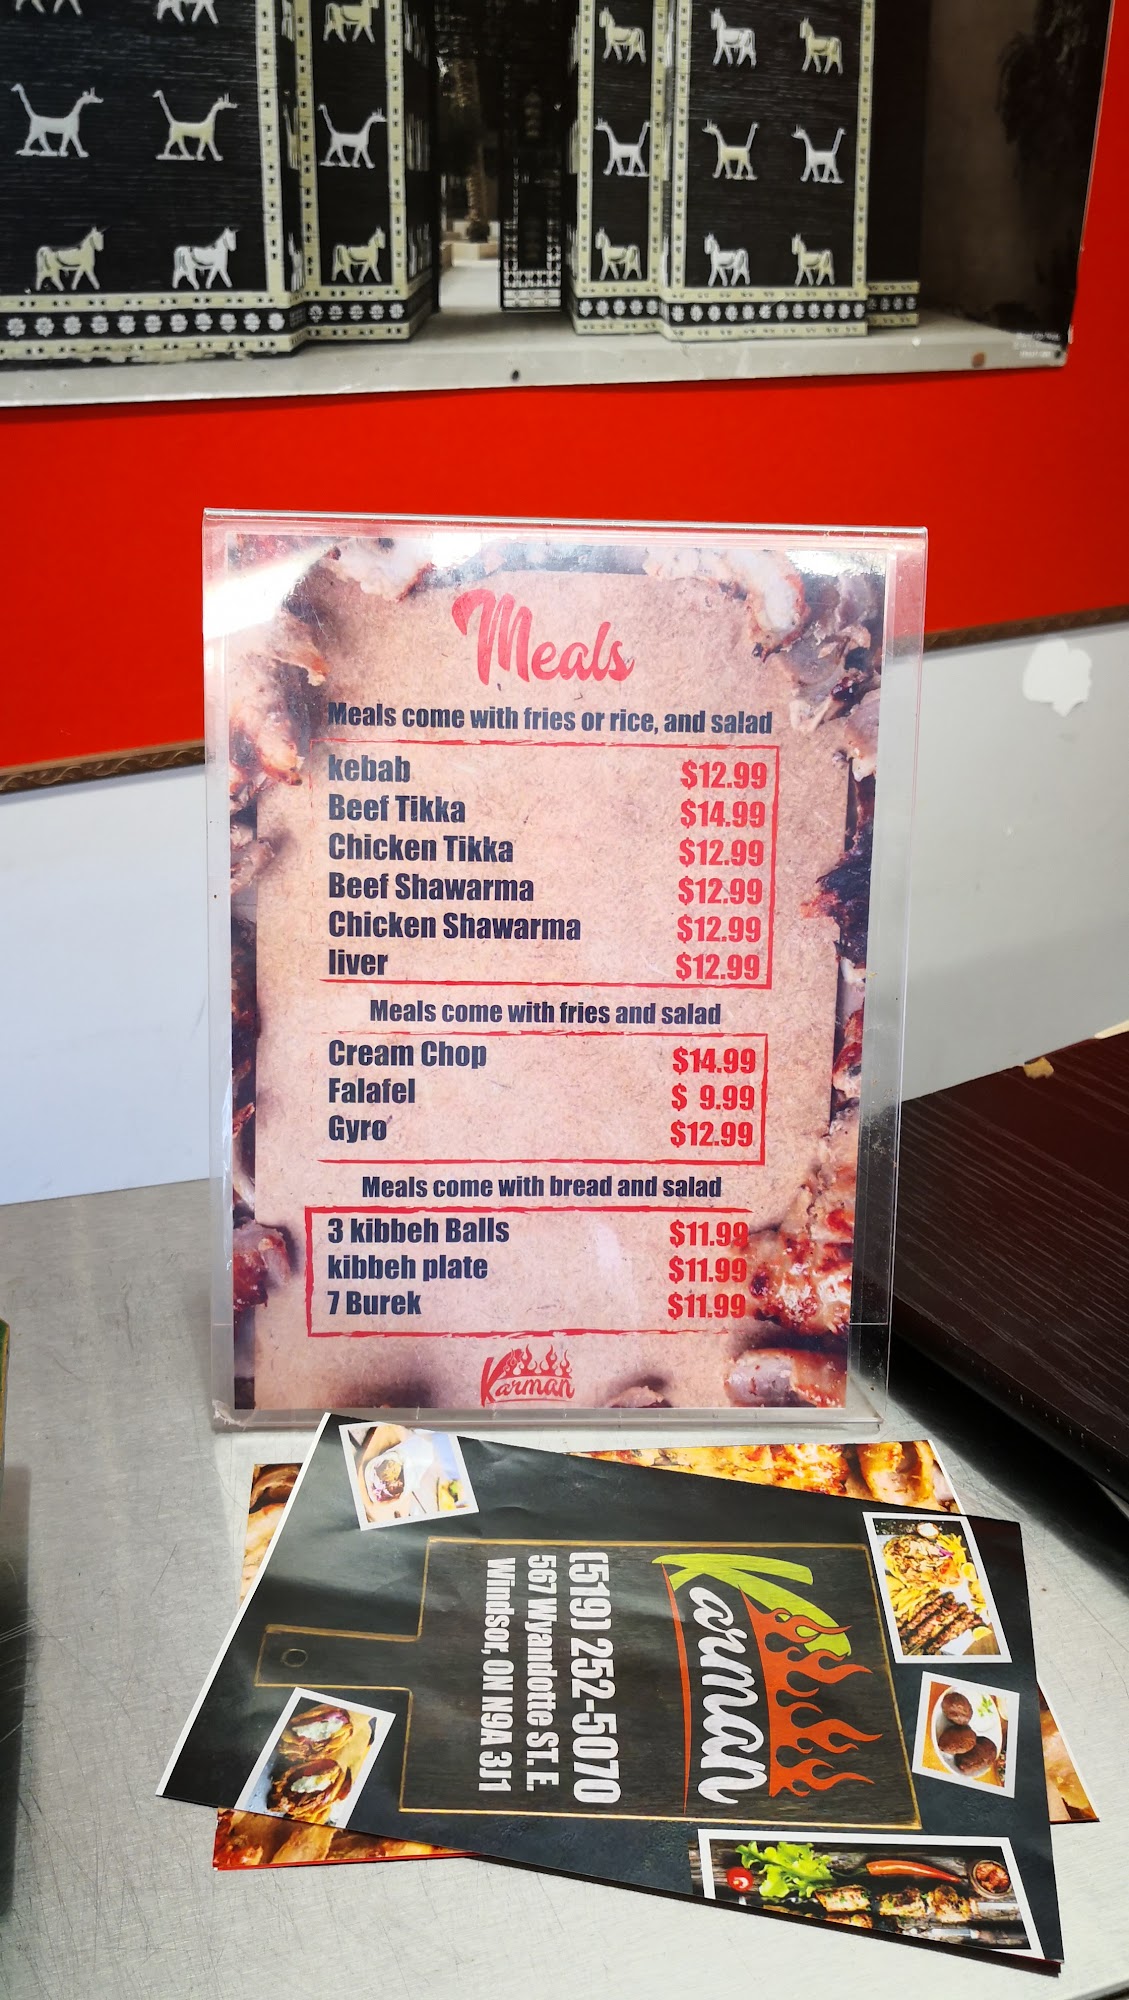 Meals
Meals come with fries or rice, and salad
kebab $12.99
Beef Tikka $14.99
Chicken Tikka $12.99
Beef Shawarma $12.99
Chicken Shawarma $12.99
liver $12.99
Meals come with fries and salad
Cream Chop $14.99
Falafel $ 9.99
Gyro $12.99
Meals come with bread and salad
3 kibbeh Balls $11.99
kibbeh plate $11.99
7 Burek $11.99
Karman
Karman
(519) 252-5070
567 Wyandotte ST. E
Windsor, ON N9A 3J1